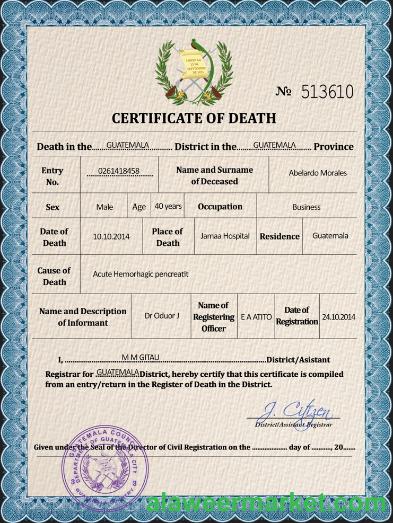 № 513610
CERTIFICATE OF DEATH
Death in the GUATEMALA District in the GUATEMALA Province
Entry No. 0261418458 Name and Surname of Deceased Abelardo Morales
Sex Male Age 40 years Occupation Business
Date of Death 10.10.2014 Place of Death Jamaa Hospital Residence Guatemala
Cause of Death Acute Hemorhagic pencreatit
Name and Description of Informant Dr Oduor J Name of Registering Officer E A ATITO Date of Registration 24.10.2014
I, M M GITAU District/Asistant
Registrar for GUATEMALA District, hereby certify that this certificate is compiled
from an entry/return in the Register of Death in the District.
J. Citizen
District/Assistant Registrar
Given under the Seal of the Director of Civil Registration on the .................. day of .........., 20.....
alaweermarket.com